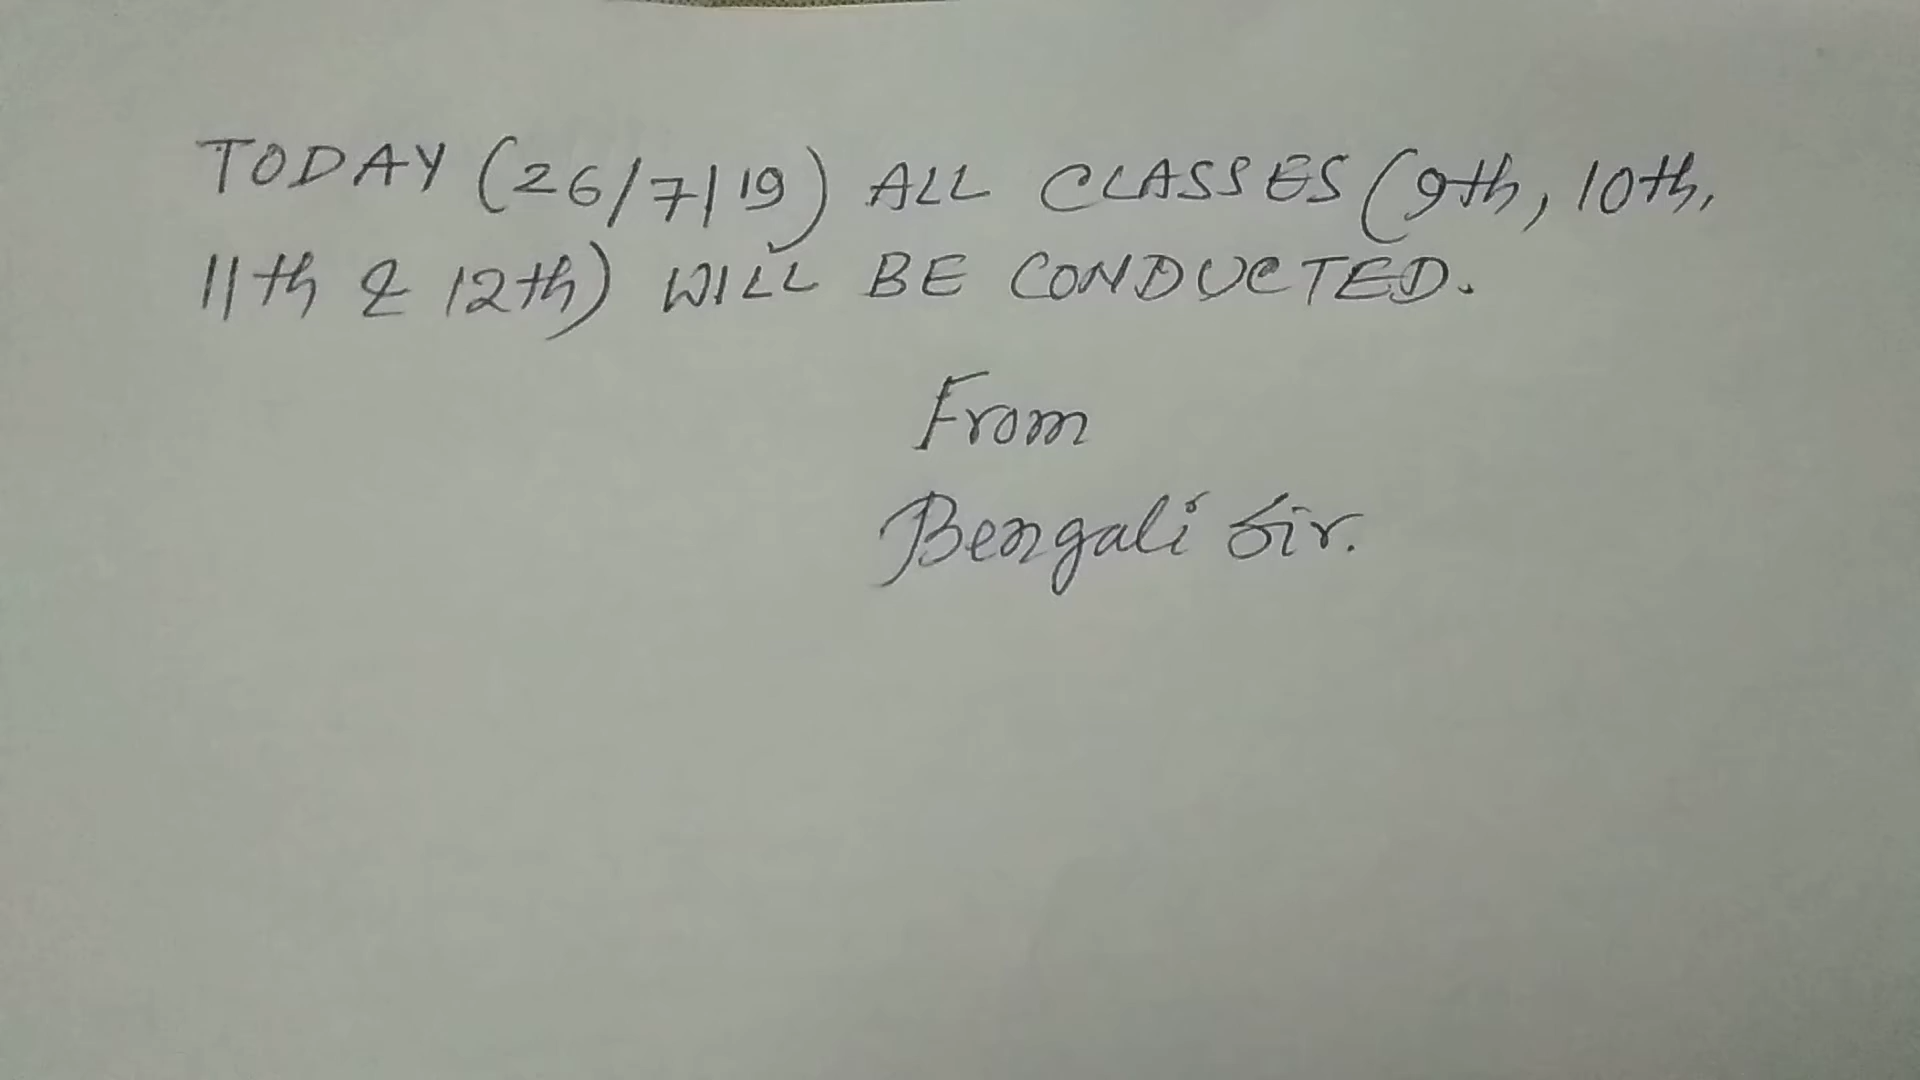 TODAY (26/7/19) ALL CLASSES (9th, 10th,
11th & 12th) WILL BE CONDUCTED.
From
Bengali Sir.